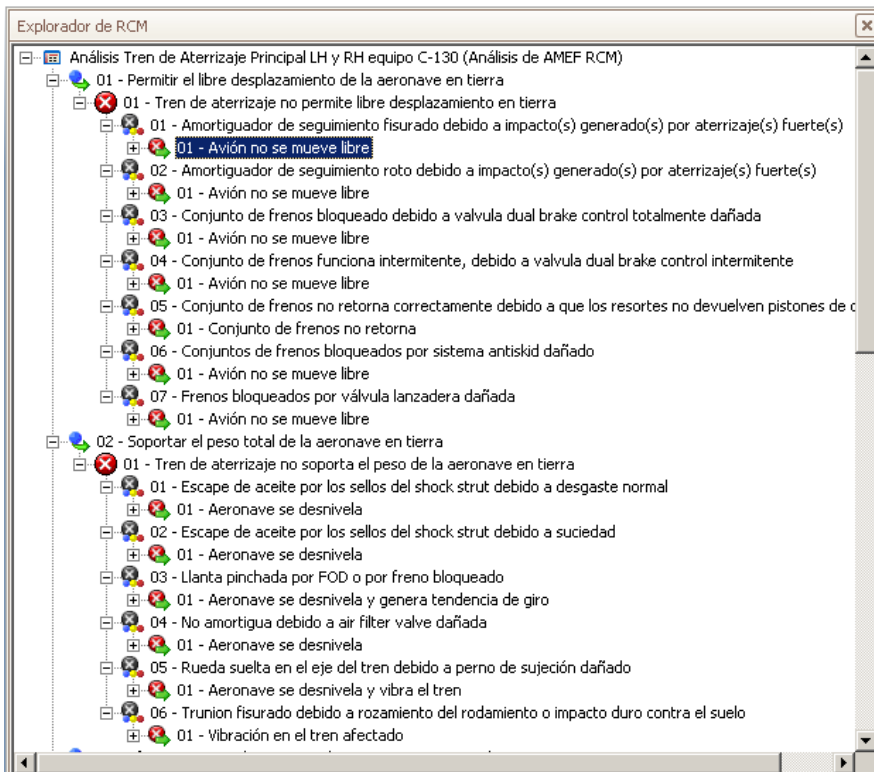 Explorador de RCM
Análisis Tren de Aterrizaje Principal LH y RH equipo C-130 (Análisis de AMEF RCM)
01 - Permitir el libre desplazamiento de la aeronave en tierra
01 - Tren de aterrizaje no permite libre desplazamiento en tierra
01 - Amortiguador de seguimiento fisurado debido a impacto(s) generado(s) por aterrizaje(s) fuerte(s)
01 - Avión no se mueve libre
02 - Amortiguador de seguimiento roto debido a impacto(s) generado(s) por aterrizaje(s) fuerte(s)
01 - Avión no se mueve libre
03 - Conjunto de frenos bloqueado debido a valvula dual brake control totalmente dañada
01 - Avión no se mueve libre
04 - Conjunto de frenos funciona intermitente, debido a valvula dual brake control intermitente
01 - Avión no se mueve libre
05 - Conjunto de frenos no retorna correctamente debido a que los resortes no devuelven pistones de
01 - Conjunto de frenos no retorna
06 - Conjuntos de frenos bloqueados por sistema antiskid dañado
01 - Avión no se mueve libre
07 - Frenos bloqueados por válvula lanzadera dañada
01 - Avión no se mueve libre
02 - Soportar el peso total de la aeronave en tierra
01 - Tren de aterrizaje no soporta el peso de la aeronave en tierra
01 - Escape de aceite por los sellos del shock strut debido a desgaste normal
01 - Aeronave se desnivela
02 - Escape de aceite por los sellos del shock strut debido a suciedad
01 - Aeronave se desnivela
03 - Llanta pinchada por FOD o por freno bloqueado
01 - Aeronave se desnivela y genera tendencia de giro
04 - No amortigua debido a air filter valve dañada
01 - Aeronave se desnivela
05 - Rueda suelta en el eje del tren debido a perno de sujeción dañado
01 - Aeronave se desnivela y vibra el tren
06 - Trunion fisurado debido a rozamiento del rodamiento o impacto duro contra el suelo
01 - Vibración en el tren afectado